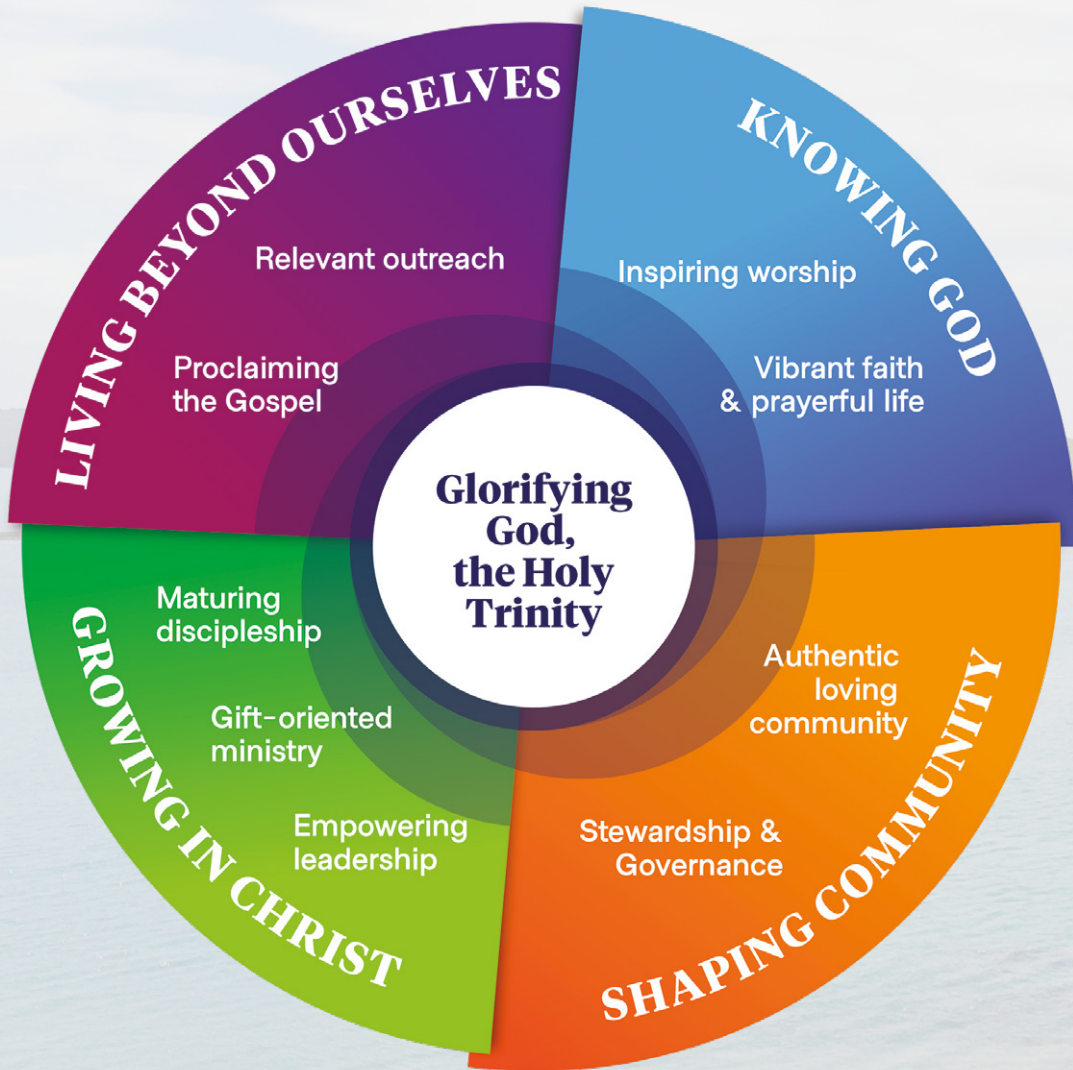 LIVING BEYOND OURSELVES
Relevant outreach
Proclaiming
the Gospel
KNOWING GOD
Inspiring worship
Vibrant faith
& prayerful life
Glorifying
God,
the Holy
Trinity
GROWING IN CHRIST
Maturing
discipleship
Gift-oriented
ministry
Empowering
leadership
SHAPING COMMUNITY
Authentic
loving
community
Stewardship &
Governance